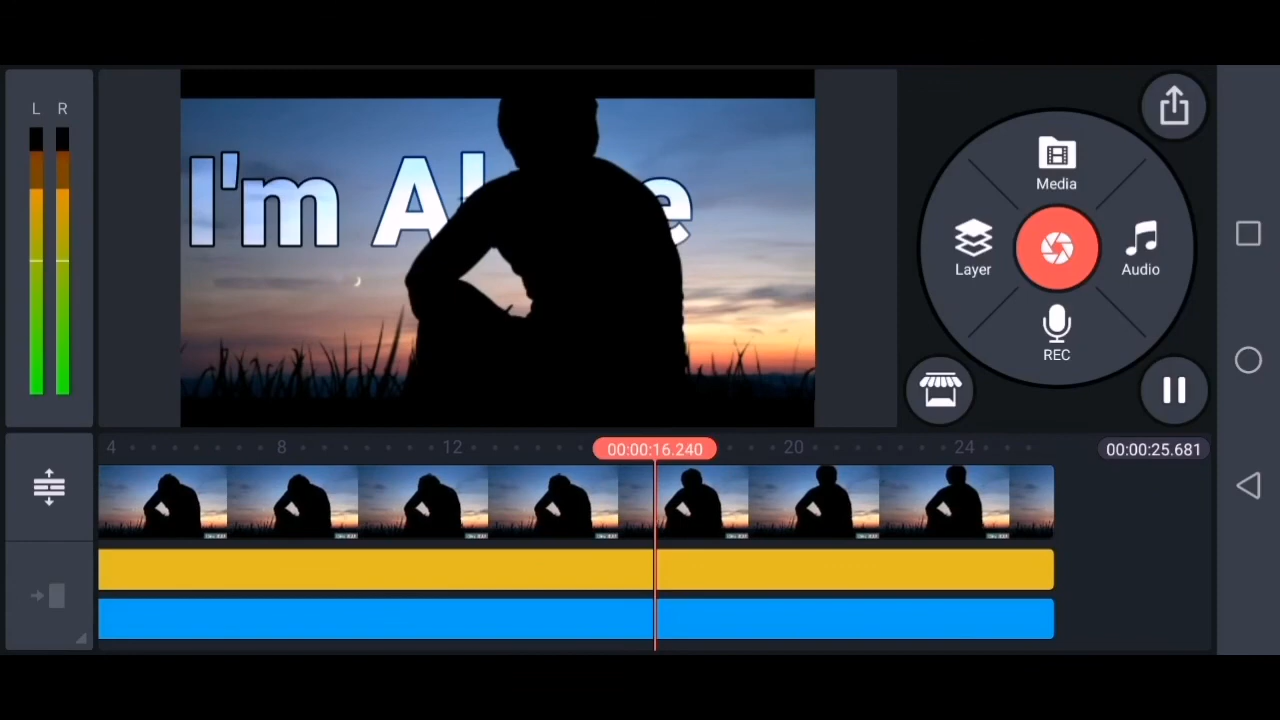 L R
I'm Al e
Media
Layer
Audio
REC
4 8 12 00:00:16.240 20 24 00:00:25.681